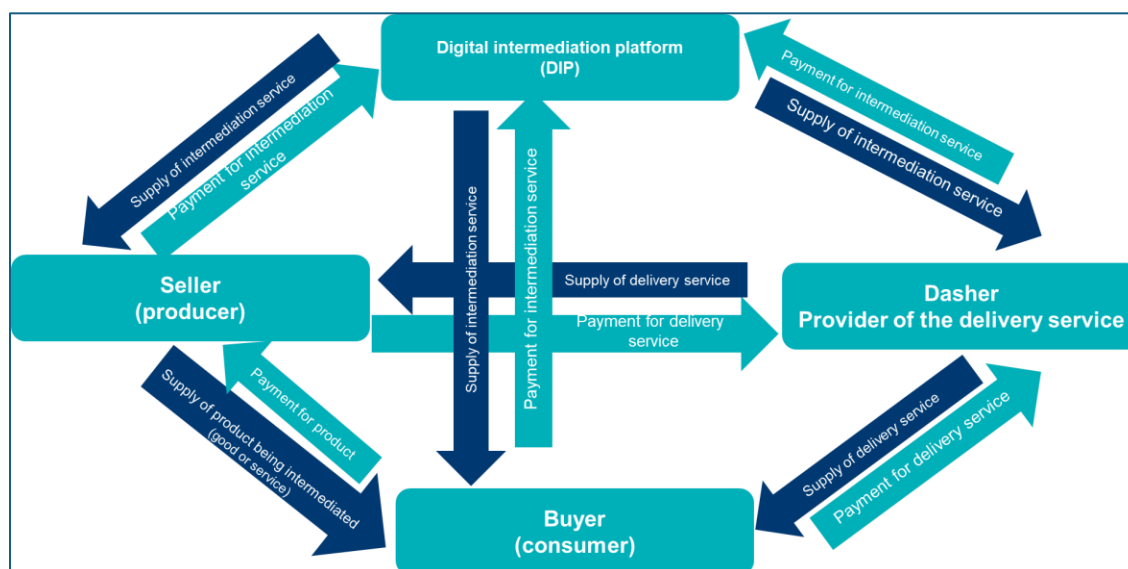 Digital intermediation platform
(DIP)
Supply of intermediation service
Payment for intermediation
service
Payment for intermediation service
Supply of intermediation service
Supply of intermediation service
Payment for intermediation service
Seller
(producer)
Supply of delivery service
Payment for delivery
service
Dasher
Provider of the delivery service
Payment for product
Supply of product being intermediated
(good or service)
Supply of delivery service
Payment for delivery service
Buyer
(consumer)